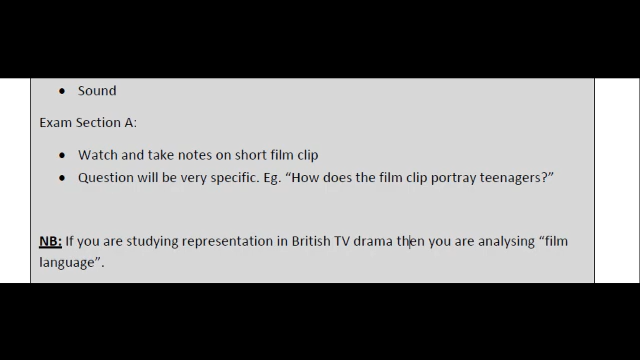 • Sound
Exam Section A:
• Watch and take notes on short film clip
• Question will be very specific. Eg. “How does the film clip portray teenagers?”
NB: If you are studying representation in British TV drama then you are analysing “film
language”.